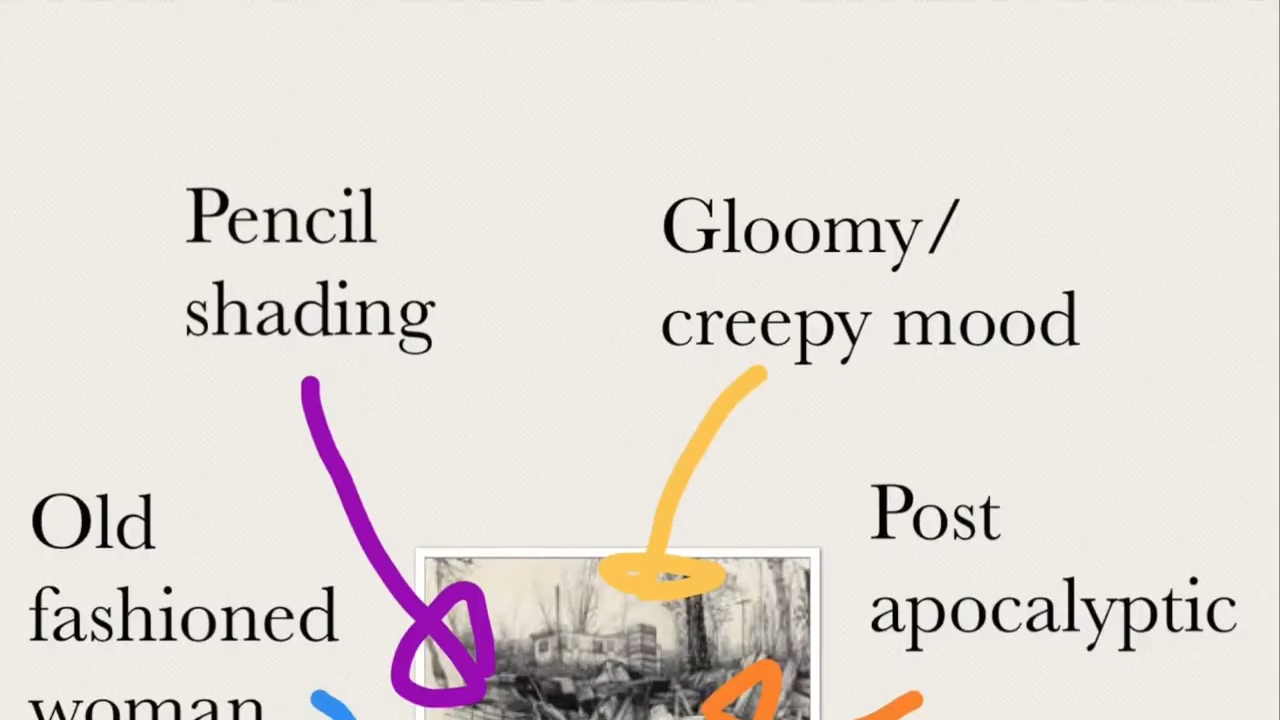 Pencil
shading
Gloomy/
creepy mood
Old
fashioned
woman
Post
apocalyptic